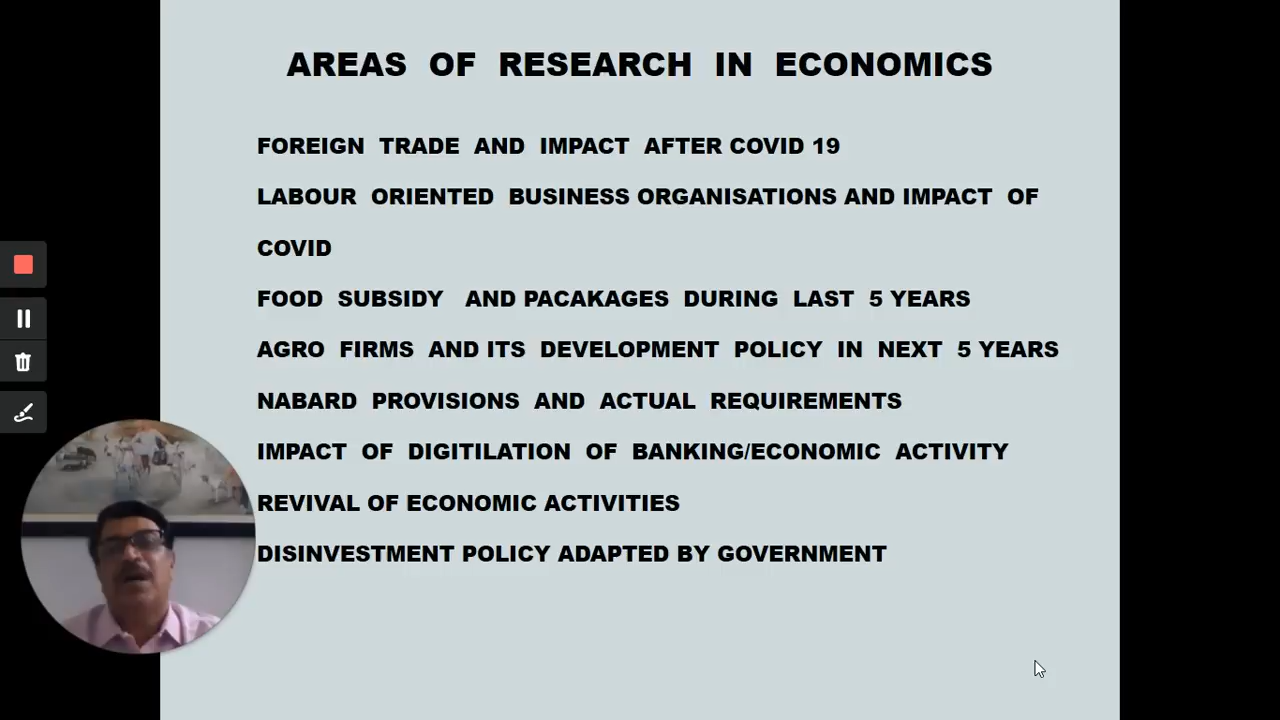 AREAS OF RESEARCH IN ECONOMICS
FOREIGN TRADE AND IMPACT AFTER COVID 19
LABOUR ORIENTED BUSINESS ORGANISATIONS AND IMPACT OF
COVID
FOOD SUBSIDY AND PACAKAGES DURING LAST 5 YEARS
AGRO FIRMS AND ITS DEVELOPMENT POLICY IN NEXT 5 YEARS
NABARD PROVISIONS AND ACTUAL REQUIREMENTS
IMPACT OF DIGITILATION OF BANKING/ECONOMIC ACTIVITY
REVIVAL OF ECONOMIC ACTIVITIES
DISINVESTMENT POLICY ADAPTED BY GOVERNMENT